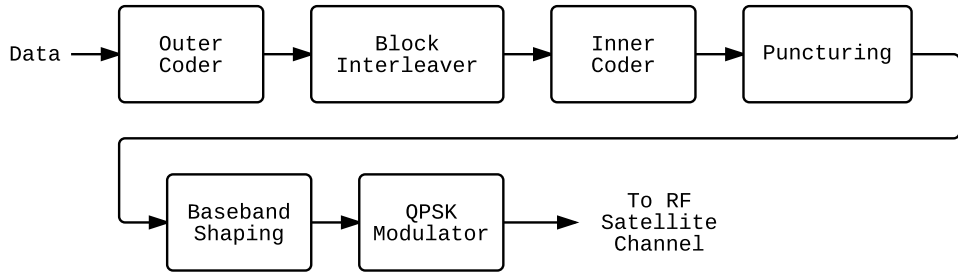 Data
Outer
Coder
Block
Interleaver
Inner
Coder
Puncturing
Baseband
Shaping
QPSK
Modulator
To RF
Satellite
Channel